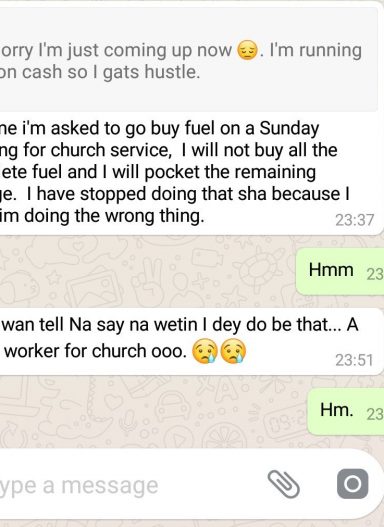 orry I'm just coming up now 😔. I'm running
on cash so I gats hustle.
ne i'm asked to go buy fuel on a Sunday
ng for church service, I will not buy all the
ete fuel and I will pocket the remaining
ge. I have stopped doing that sha because I
im doing the wrong thing.
23:37
Hmm 23
wan tell Na say na wetin I dey do be that... A
worker for church ooo. 😢😢
23:51
Hm. 23
ype a message